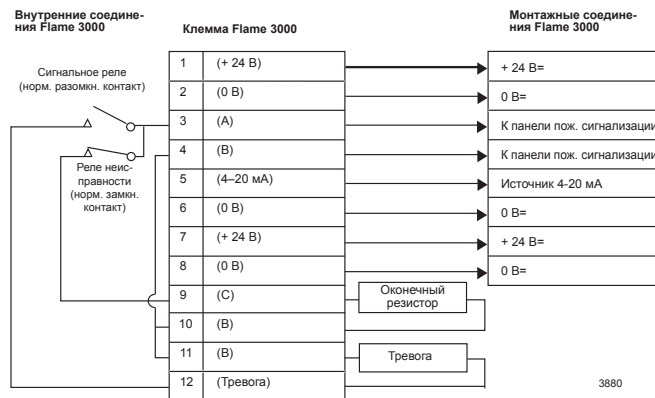 Внутренние соедине-
ния Flame 3000
Клемма Flame 3000
Монтажные соедине-
ния Flame 3000
Сигнальное реле
(норм. разомкн. контакт)
Реле неис-
правности
(норм. замкн.
контакт)
1 (+ 24 В) + 24 В=
2 (0 В) 0 В=
3 (А) К панели пож. сигнализации
4 (В) К панели пож. сигнализации
5 (4–20 мА) Источник 4-20 мА
6 (0 В) 0 В=
7 (+ 24 В) + 24 В=
8 (0 В) 0 В=
9 (С) Оконечный
резистор
10 (В)
11 (В) Тревога
12 (Тревога)
3880